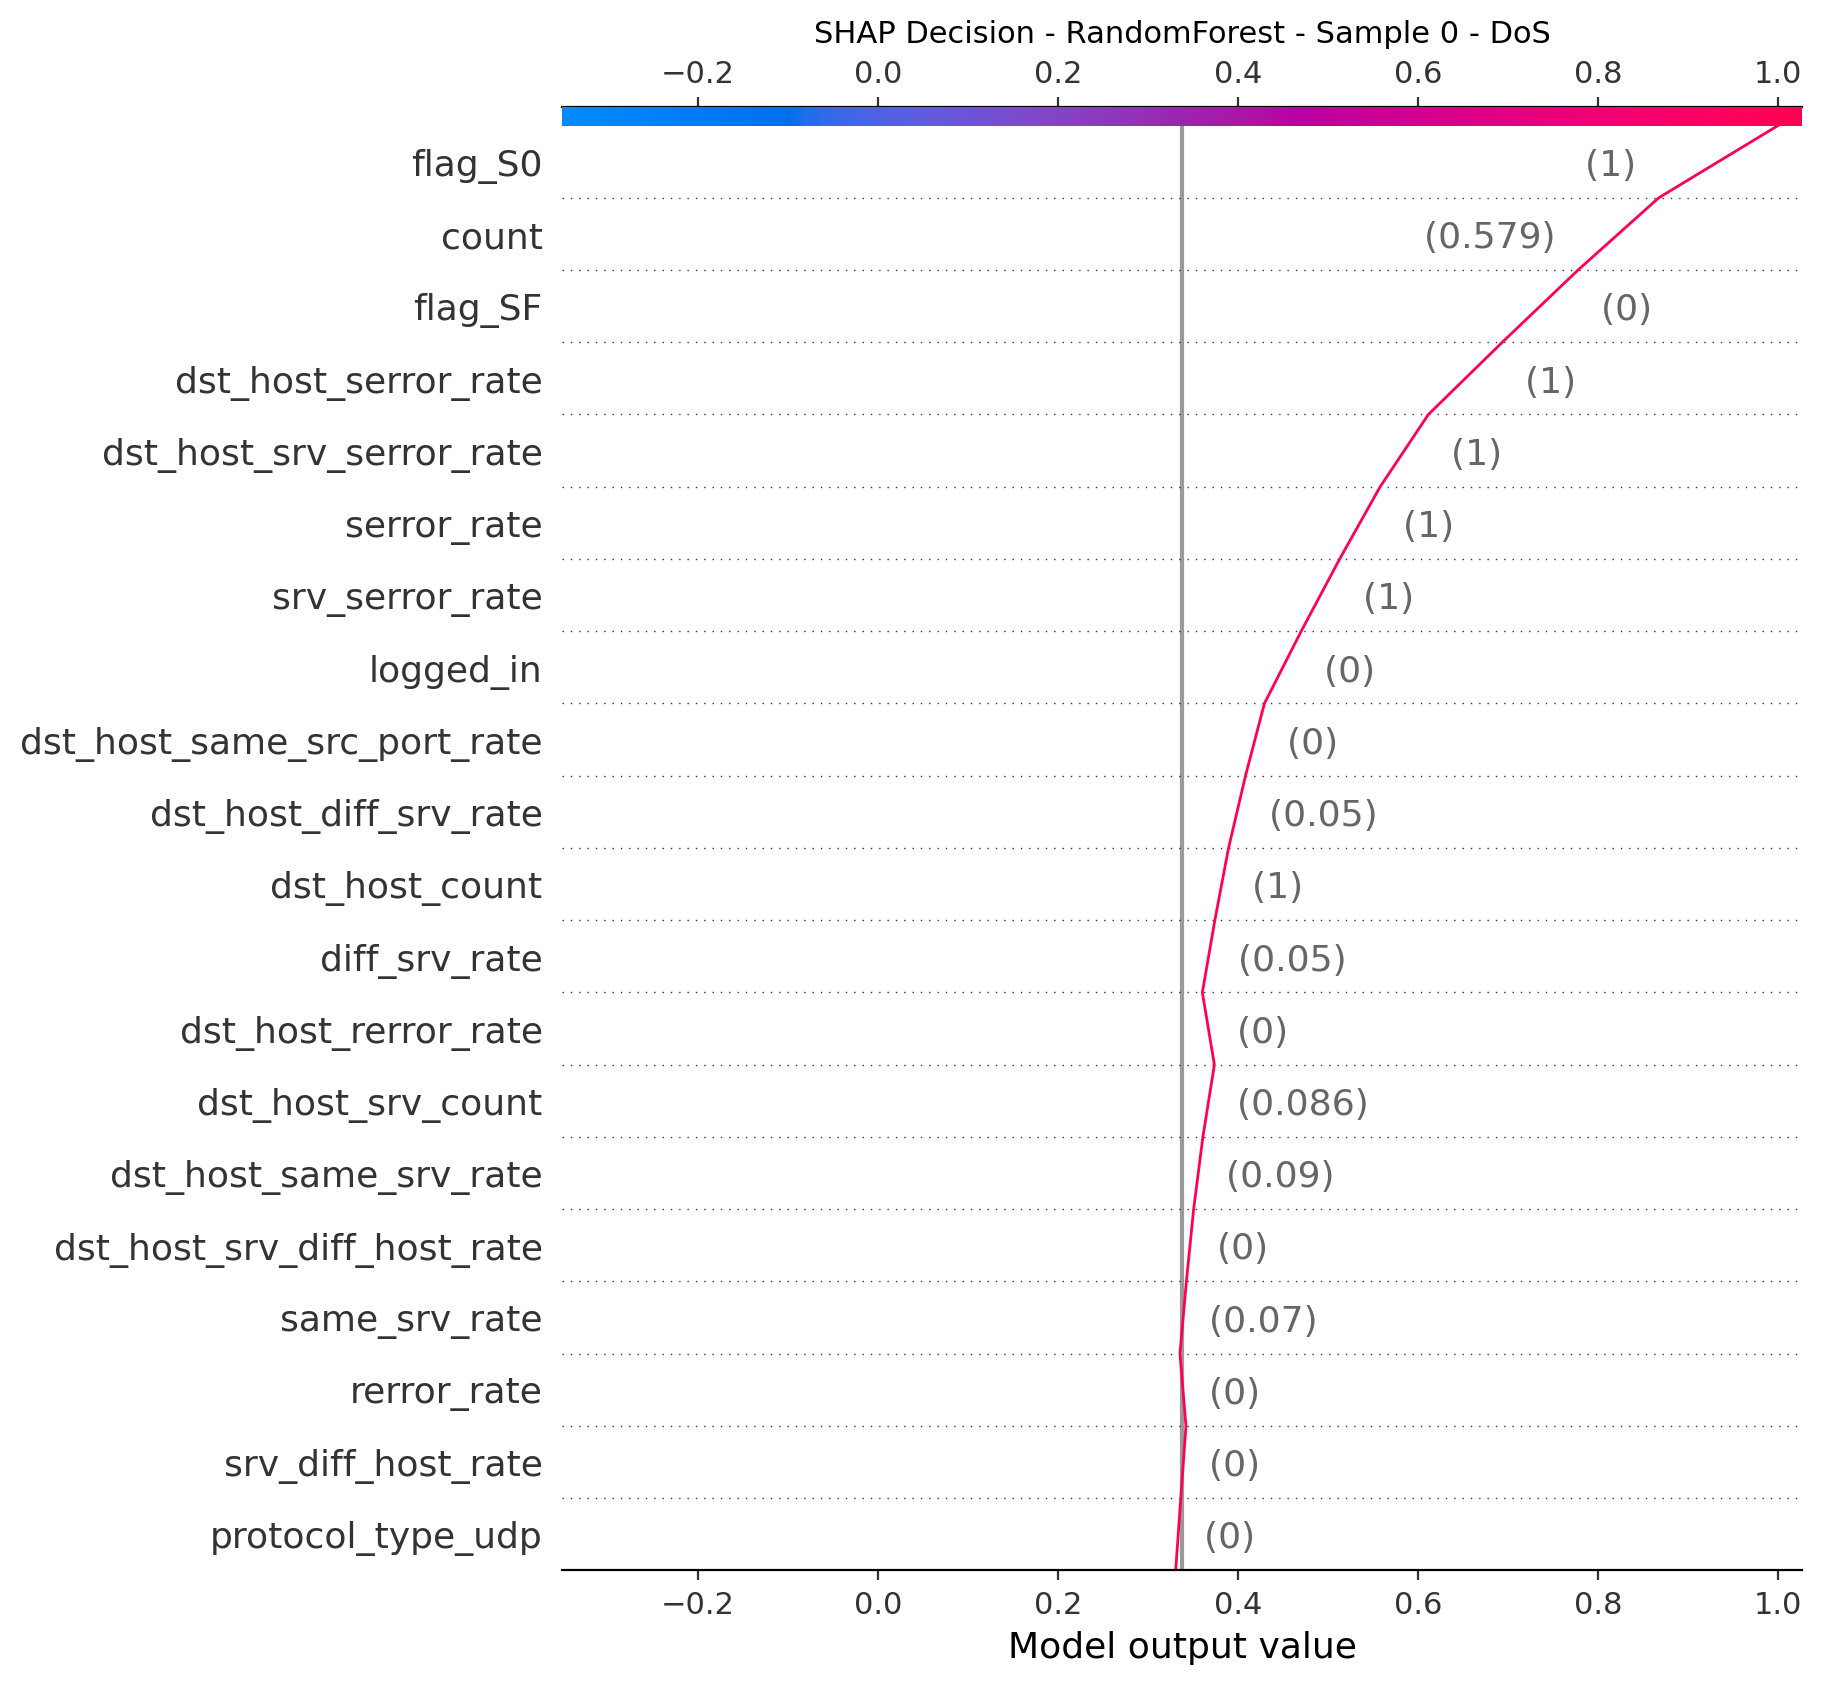 SHAP Decision - RandomForest - Sample 0 - DoS
−0.2 0.0 0.2 0.4 0.6 0.8 1.0
flag_S0 (1)
count (0.579)
flag_SF (0)
dst_host_serror_rate (1)
dst_host_srv_serror_rate (1)
serror_rate (1)
srv_serror_rate (1)
logged_in (0)
dst_host_same_src_port_rate (0)
dst_host_diff_srv_rate (0.05)
dst_host_count (1)
diff_srv_rate (0.05)
dst_host_rerror_rate (0)
dst_host_srv_count (0.086)
dst_host_same_srv_rate (0.09)
dst_host_srv_diff_host_rate (0)
same_srv_rate (0.07)
rerror_rate (0)
srv_diff_host_rate (0)
protocol_type_udp (0)
−0.2 0.0 0.2 0.4 0.6 0.8 1.0
Model output value